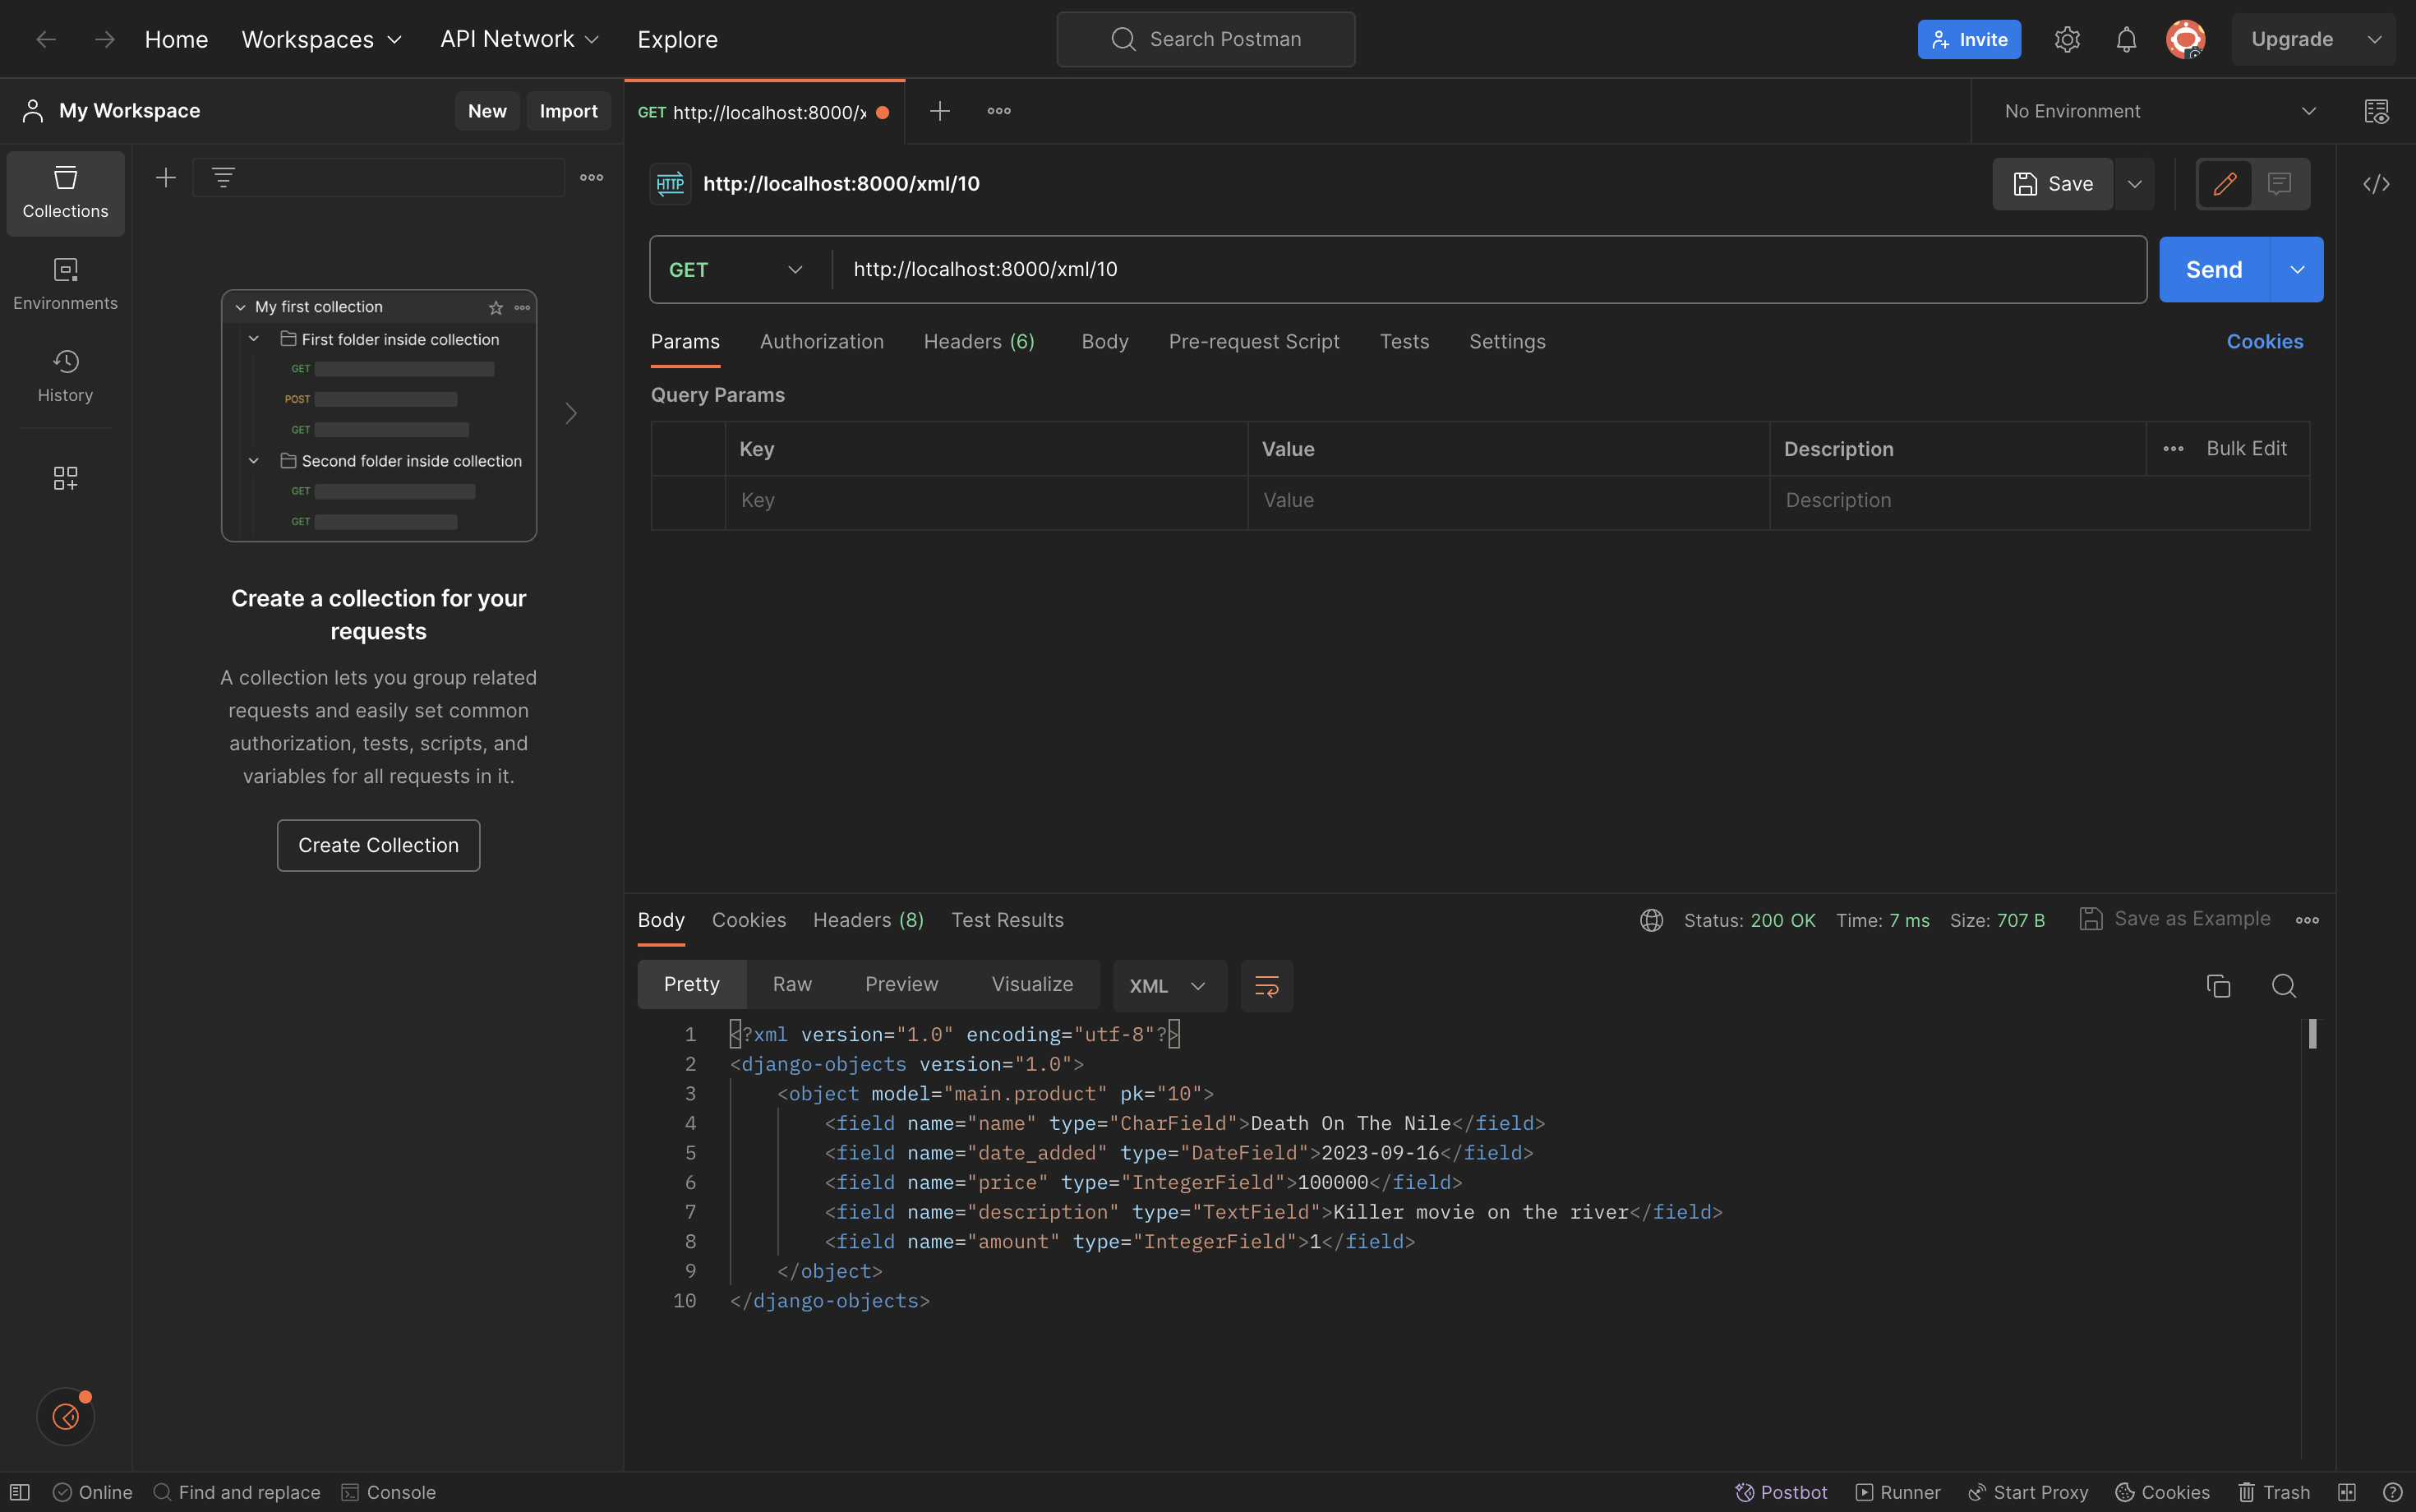 Home Workspaces API Network Explore Search Postman Invite Upgrade
My Workspace New Import GET http://localhost:8000/x No Environment
Collections
Environments
History
My first collection
First folder inside collection
GET
POST
GET
Second folder inside collection
GET
GET
Create a collection for your
requests
A collection lets you group related
requests and easily set common
authorization, tests, scripts, and
variables for all requests in it.
Create Collection
HTTP http://localhost:8000/xml/10 Save
GET http://localhost:8000/xml/10 Send
Params Authorization Headers (6) Body Pre-request Script Tests Settings Cookies
Query Params
Key Value Description Bulk Edit
Key Value Description
Body Cookies Headers (8) Test Results Status: 200 OK Time: 7 ms Size: 707 B Save as Example
Pretty Raw Preview Visualize XML
1 <?xml version="1.0" encoding="utf-8"?>
2 <django-objects version="1.0">
3 <object model="main.product" pk="10">
4 <field name="name" type="CharField">Death On The Nile</field>
5 <field name="date_added" type="DateField">2023-09-16</field>
6 <field name="price" type="IntegerField">100000</field>
7 <field name="description" type="TextField">Killer movie on the river</field>
8 <field name="amount" type="IntegerField">1</field>
9 </object>
10 </django-objects>
Online Find and replace Console Postbot Runner Start Proxy Cookies Trash